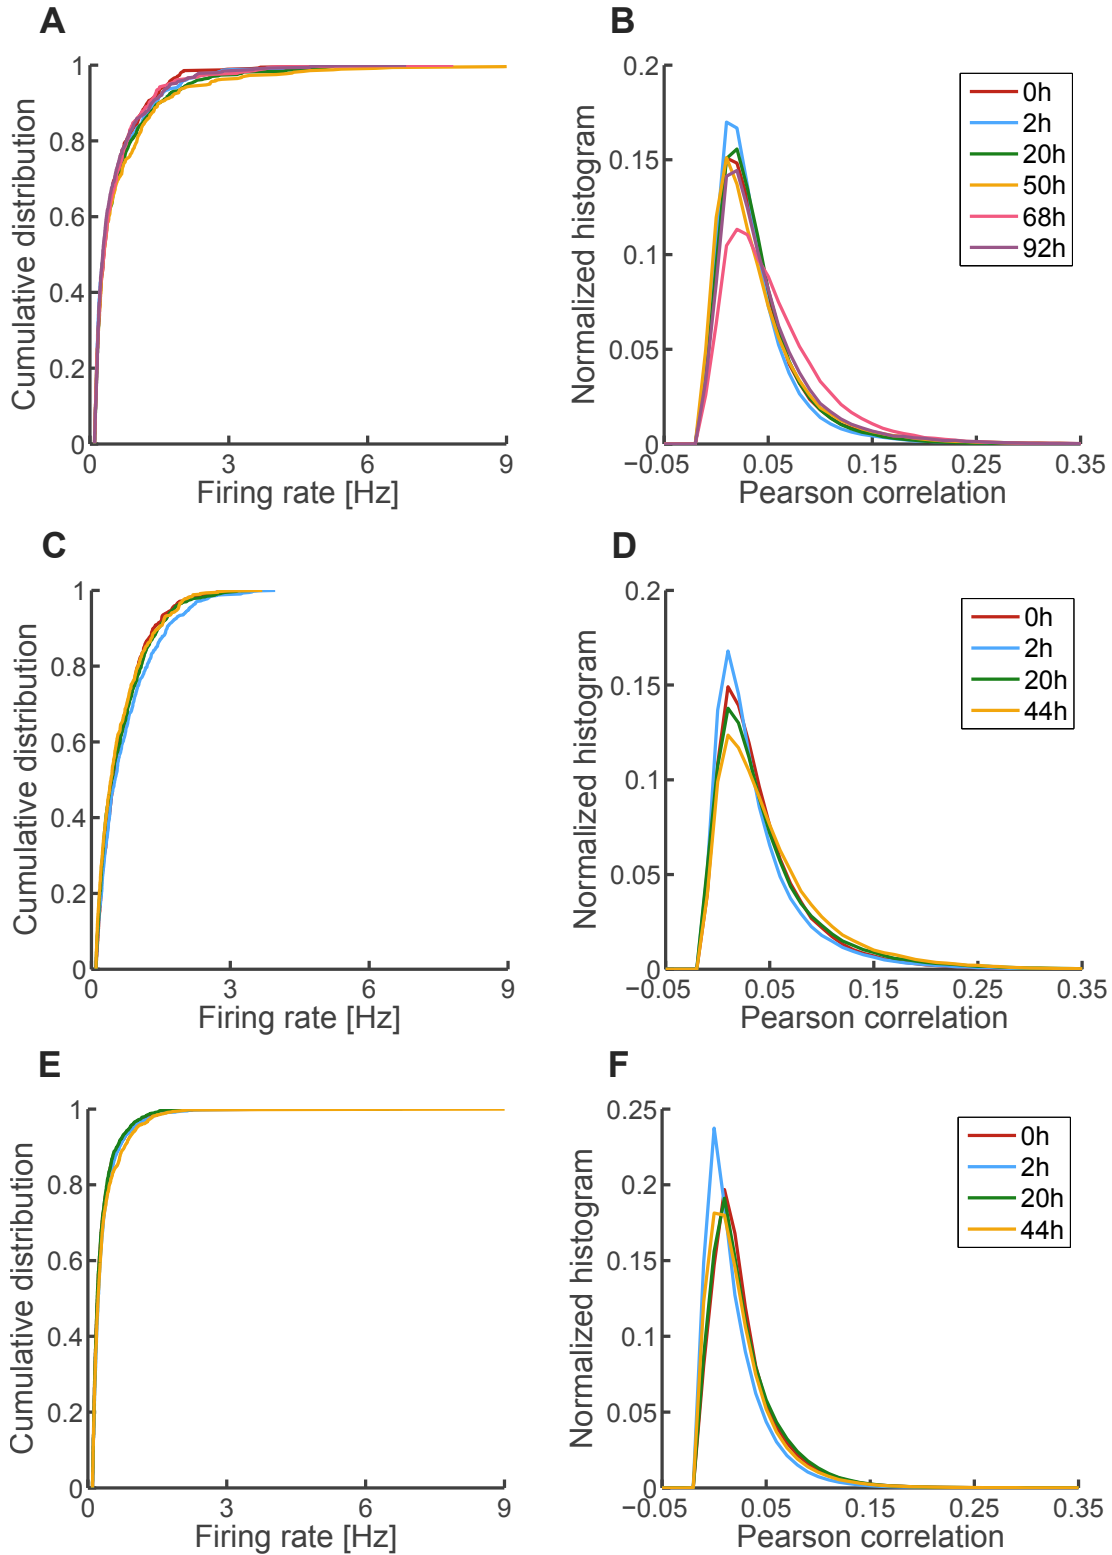 A
Cumulative distribution
1
0.8
0.6
0.4
0.2
0
0 3 6 9
Firing rate [Hz]
B
Normalized histogram
0.2
0.15
0.1
0.05
0
−0.05 0.05 0.15 0.25 0.35
Pearson correlation
0h
2h
20h
50h
68h
92h
C
Cumulative distribution
1
0.8
0.6
0.4
0.2
0
0 3 6 9
Firing rate [Hz]
D
Normalized histogram
0.2
0.15
0.1
0.05
0
−0.05 0.05 0.15 0.25 0.35
Pearson correlation
0h
2h
20h
44h
E
Cumulative distribution
1
0.8
0.6
0.4
0.2
0
0 3 6 9
Firing rate [Hz]
F
Normalized histogram
0.25
0.2
0.15
0.1
0.05
0
−0.05 0.05 0.15 0.25 0.35
Pearson correlation
0h
2h
20h
44h